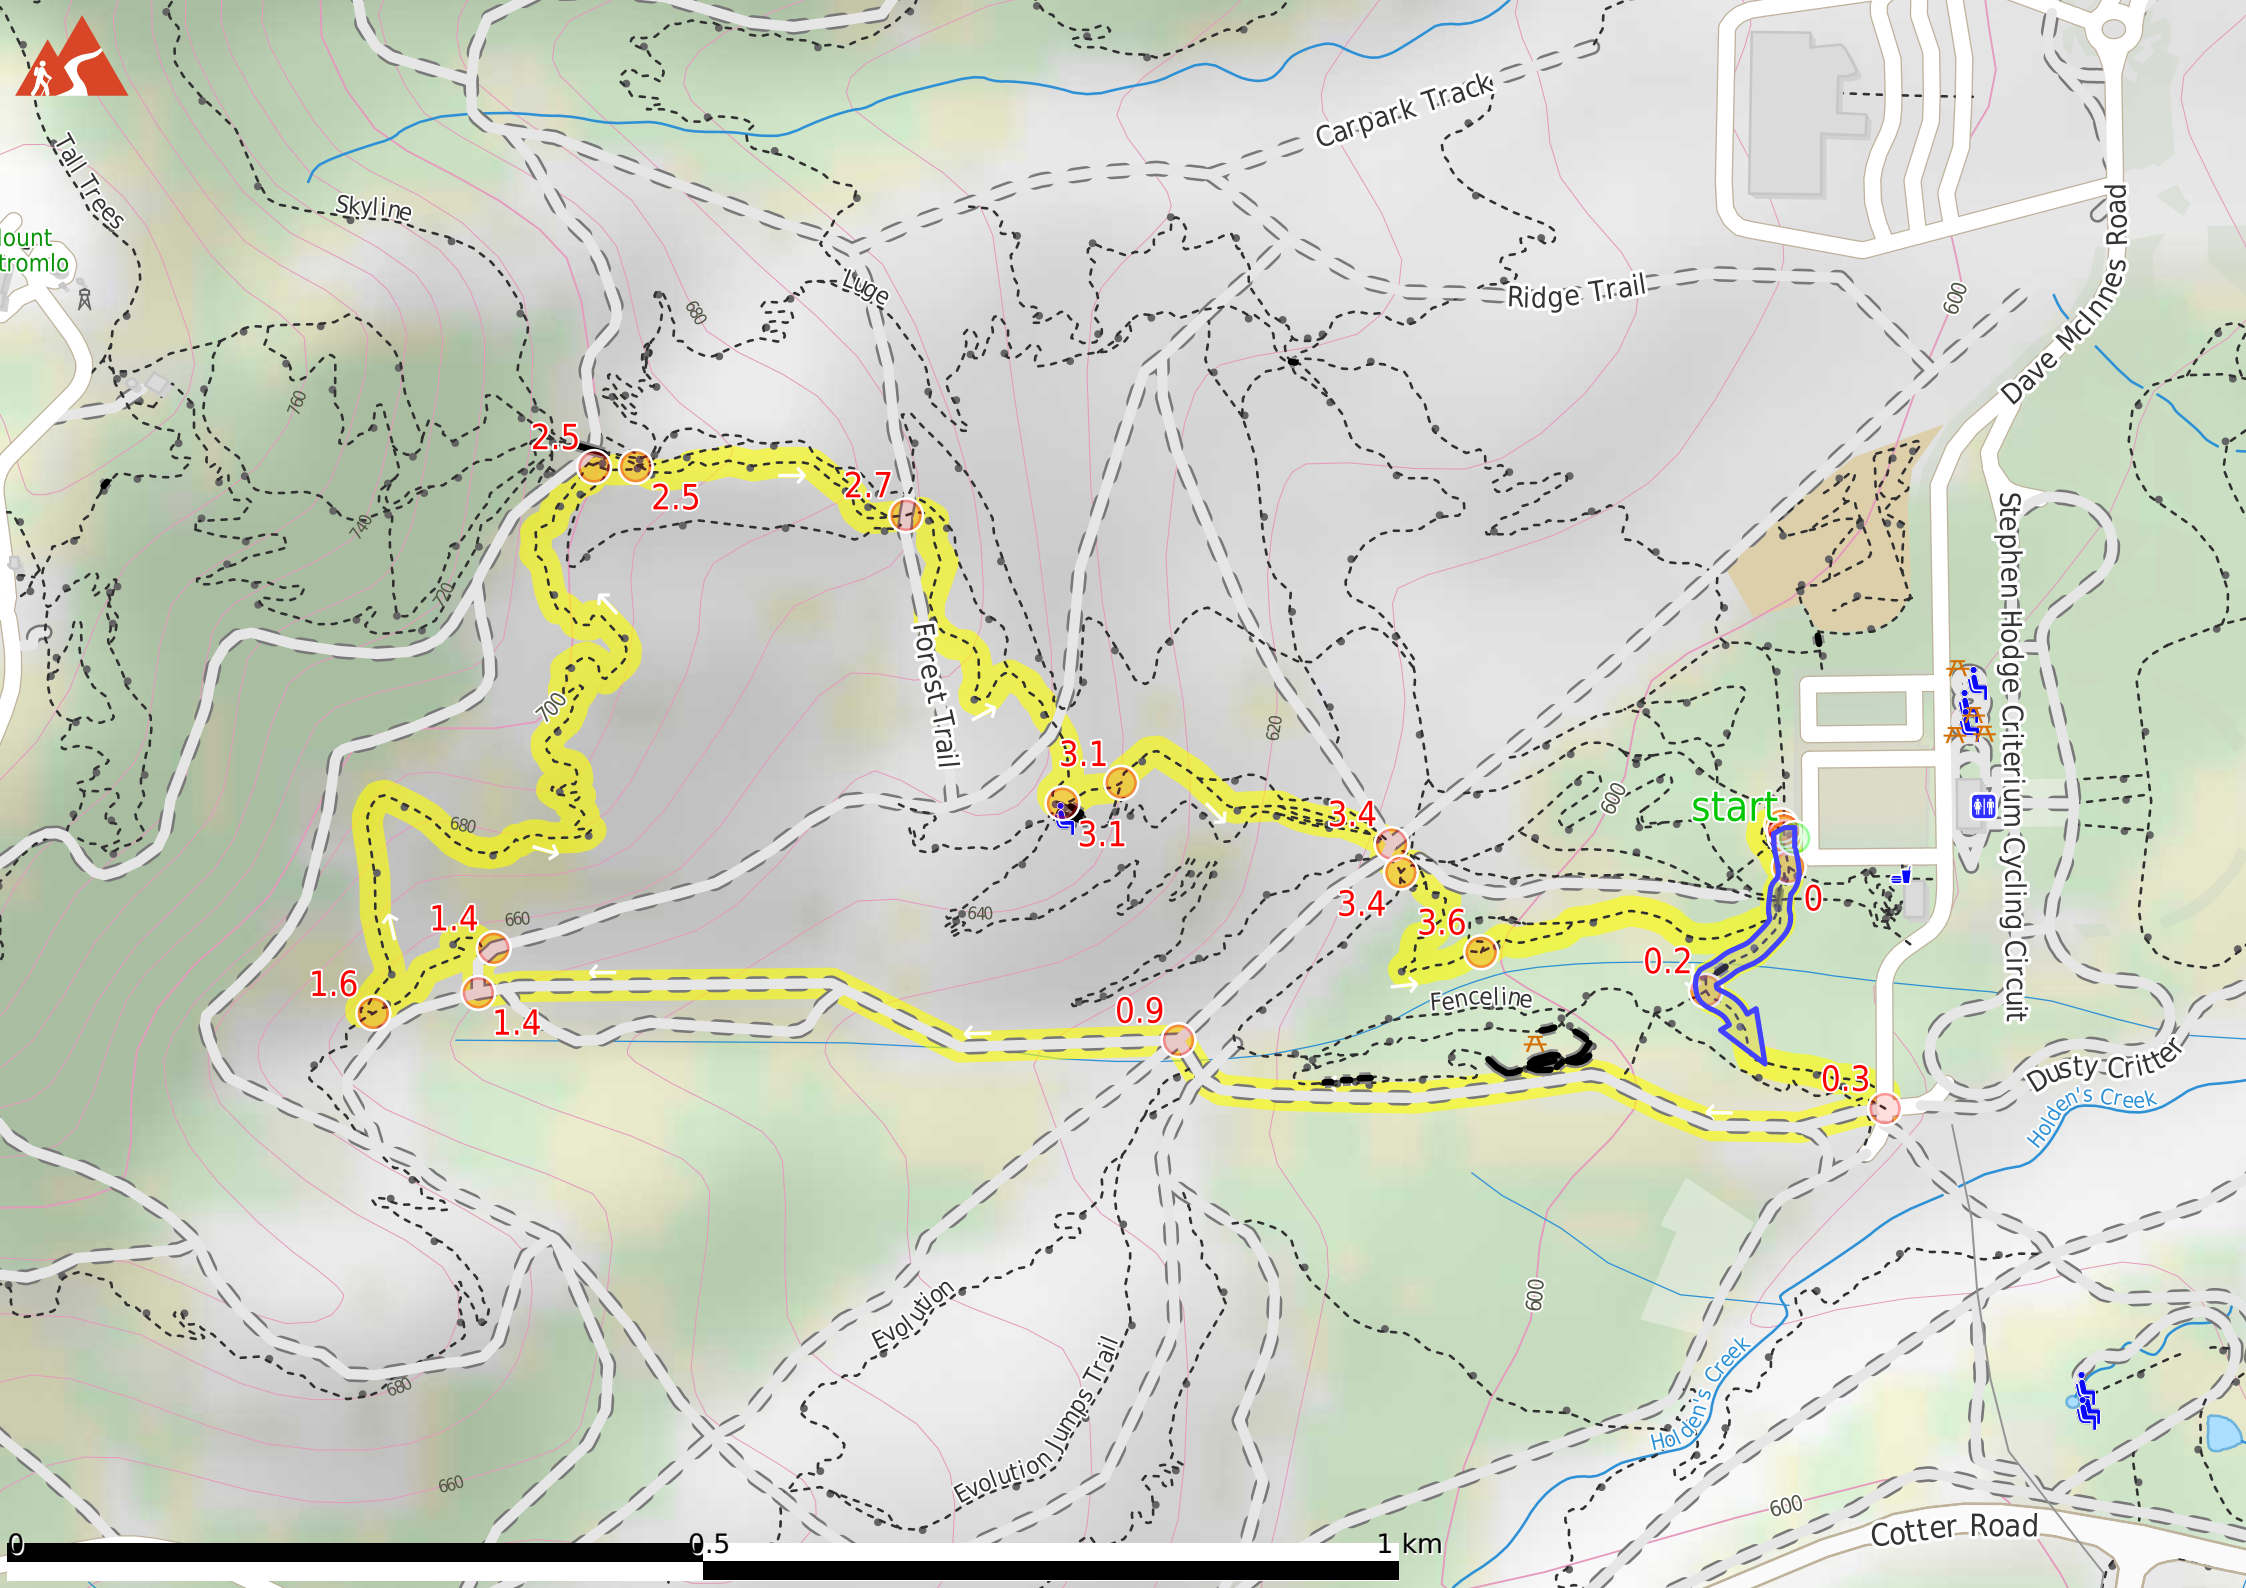 Tall Trees
Skyline
Carpark Track
Dave McInnes Road
ount
tromlo
Luge
Ridge Trail
680
600
760
2.5
2.5
2.7
740
720
Stephen Hodge Criterium Cycling Circuit
Forest Trail
700
620
3.1
3.1
3.4
3.4
600
start
680
1.4
660
640
3.6
0
0.2
1.6
1.4
0.9
Fenceline
0.3
Dusty Critter
Holden's Creek
Evolution
600
Evolution Jumps Trail
Holden's Creek
680
660
600
Cotter Road
0
0.5
1 km